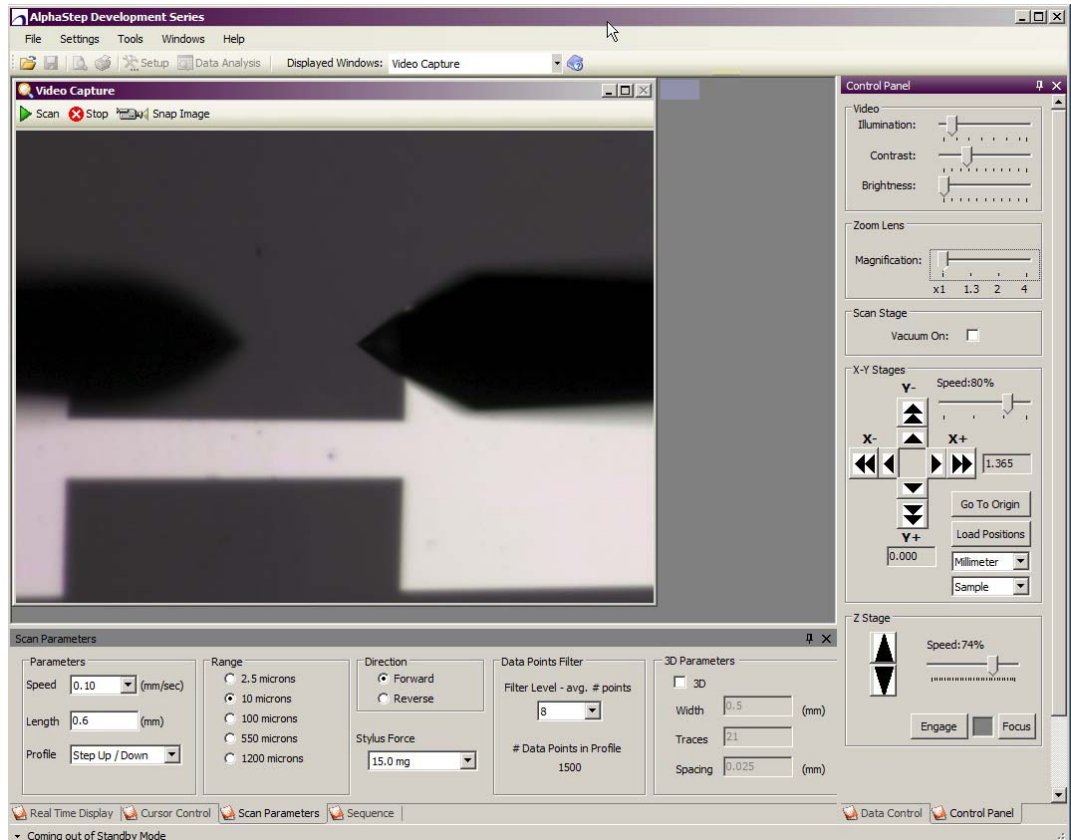 AlphaStep Development Series
File Settings Tools Windows Help
Setup Data Analysis Displayed Windows: Video Capture
Video Capture
Scan Stop Snap Image
Control Panel
Video
Illumination:
Contrast:
Brightness:
Zoom Lens
Magnification:
x1 1.3 2 4
Scan Stage
Vacuum On:
X-Y Stages
Y- Speed:80%
X- X+
1.365
Go To Origin
Y+ Load Positions
0.000 Millimeter
Sample
Z Stage
Speed:74%
Engage Focus
Scan Parameters
Parameters
Speed 0.10 (mm/sec)
Length 0.6 (mm)
Profile Step Up / Down
Range
2.5 microns
10 microns
100 microns
550 microns
1200 microns
Direction
Forward
Reverse
Stylus Force
15.0 mg
Data Points Filter
Filter Level - avg. # points
8
# Data Points in Profile
1500
3D Parameters
3D
Width 0.5 (mm)
Traces 21
Spacing 0.025 (mm)
Real Time Display Cursor Control Scan Parameters Sequence
Data Control Control Panel
Coming out of Standby Mode